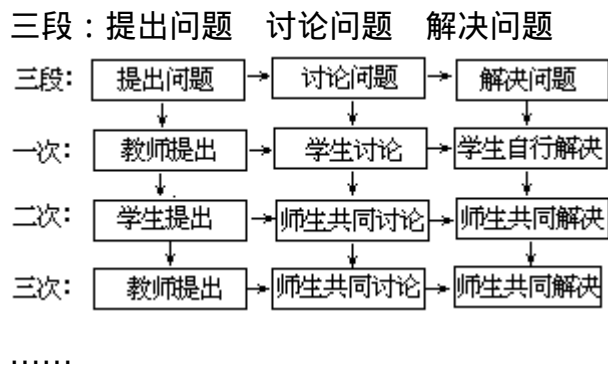 三段：提出问题 讨论问题 解决问题
三段： 提出问题 讨论问题 解决问题
一次： 教师提出 学生讨论 学生自行解决
二次： 学生提出 师生共同讨论 师生共同解决
三次： 教师提出 师生共同讨论 师生共同解决
……